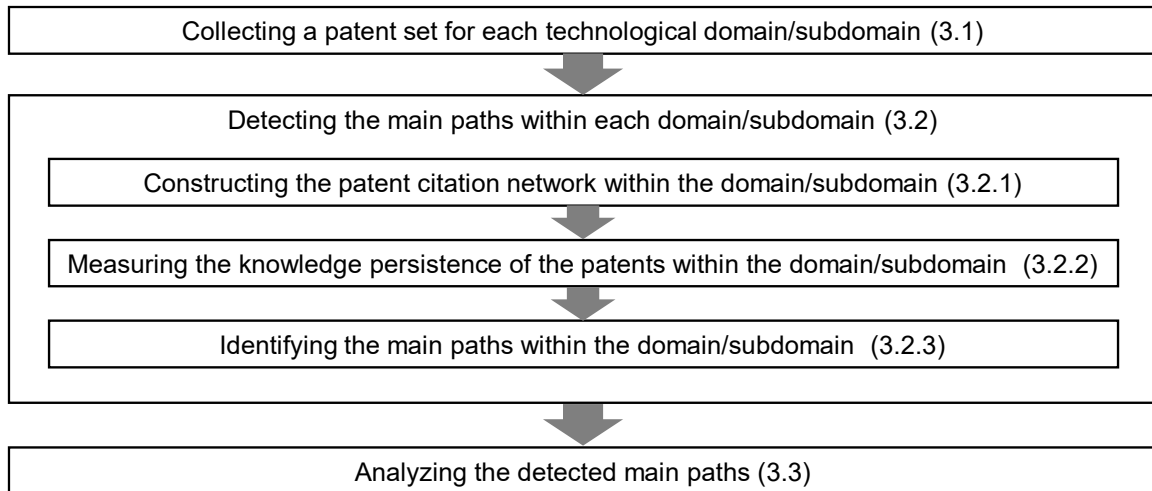 Collecting a patent set for each technological domain/subdomain (3.1)
Detecting the main paths within each domain/subdomain (3.2)
Constructing the patent citation network within the domain/subdomain (3.2.1)
Measuring the knowledge persistence of the patents within the domain/subdomain (3.2.2)
Identifying the main paths within the domain/subdomain (3.2.3)
Analyzing the detected main paths (3.3)